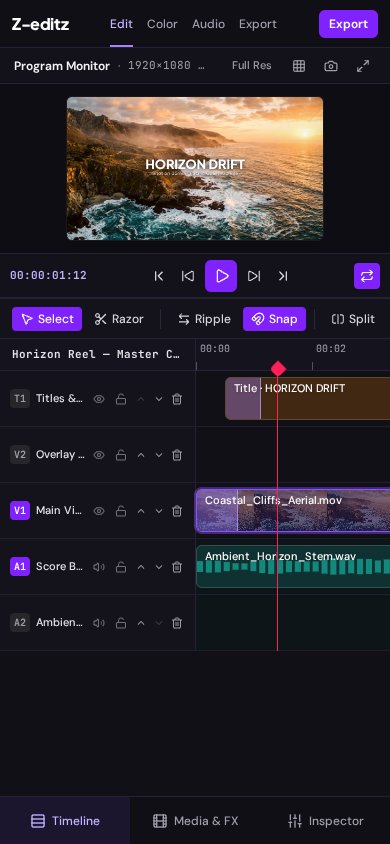 Z-editz
Edit Color Audio Export
Export
Program Monitor · 1920×1080 …
Full Res
HORIZON DRIFT
00:00:01:12
Select Razor Ripple Snap Split
Horizon Reel — Master C…
00:00 00:02
T1 Titles &…
Title · HORIZON DRIFT
V2 Overlay …
V1 Main Vi…
Coastal_Cliffs_Aerial.mov
A1 Score B…
Ambient_Horizon_Stem.wav
A2 Ambien…
Timeline Media & FX Inspector